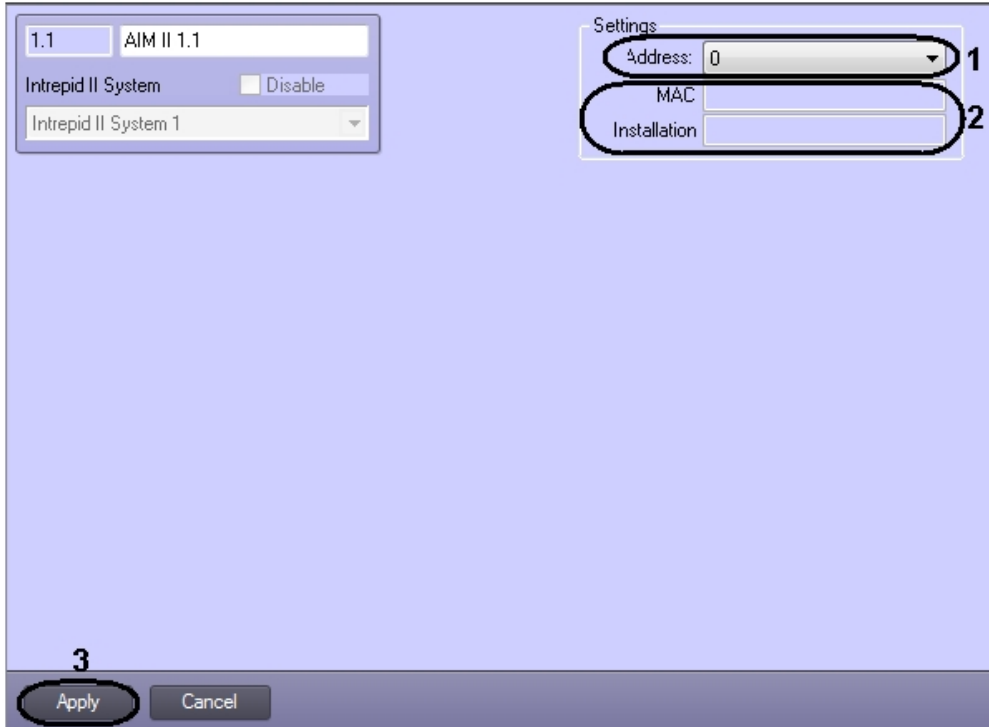 1.1 AIM II 1.1
Intrepid II System Disable
Intrepid II System 1
Settings
Address: 0 1
MAC
2
Installation
3
Apply Cancel